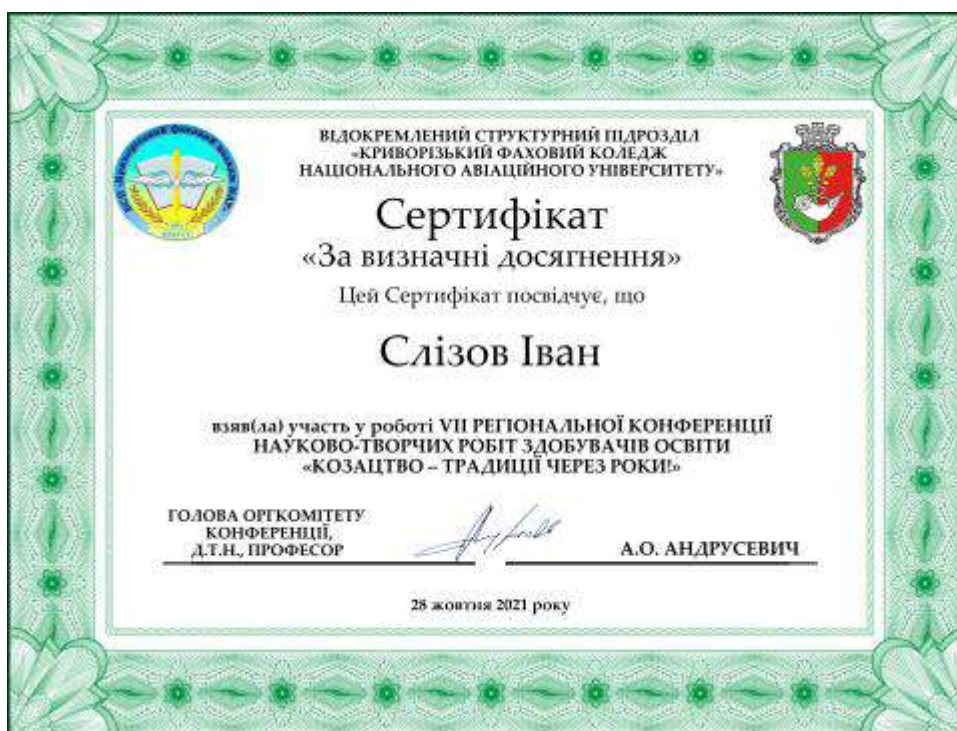 ВІДОКРЕМЛЕНИЙ СТРУКТУРНИЙ ПІДРОЗДІЛ
«КРИВОРІЗЬКИЙ ФАХОВИЙ КОЛЕДЖ
НАЦІОНАЛЬНОГО АВІАЦІЙНОГО УНІВЕРСИТЕТУ»
Сертифікат
«За визначні досягнення»
Цей Сертифікат посвідчує, що
Слізов Іван
взяв(ла) участь у роботі VII РЕГІОНАЛЬНОЇ КОНФЕРЕНЦІЇ
НАУКОВО-ТВОРЧИХ РОБІТ ЗДОБУВАЧІВ ОСВІТИ
«КОЗАЦТВО – ТРАДИЦІЇ ЧЕРЕЗ РОКИ!»
ГОЛОВА ОРГКОМІТЕТУ
КОНФЕРЕНЦІЇ,
Д.Т.Н., ПРОФЕСОР
А.О. АНДРУСЕВИЧ
28 жовтня 2021 року